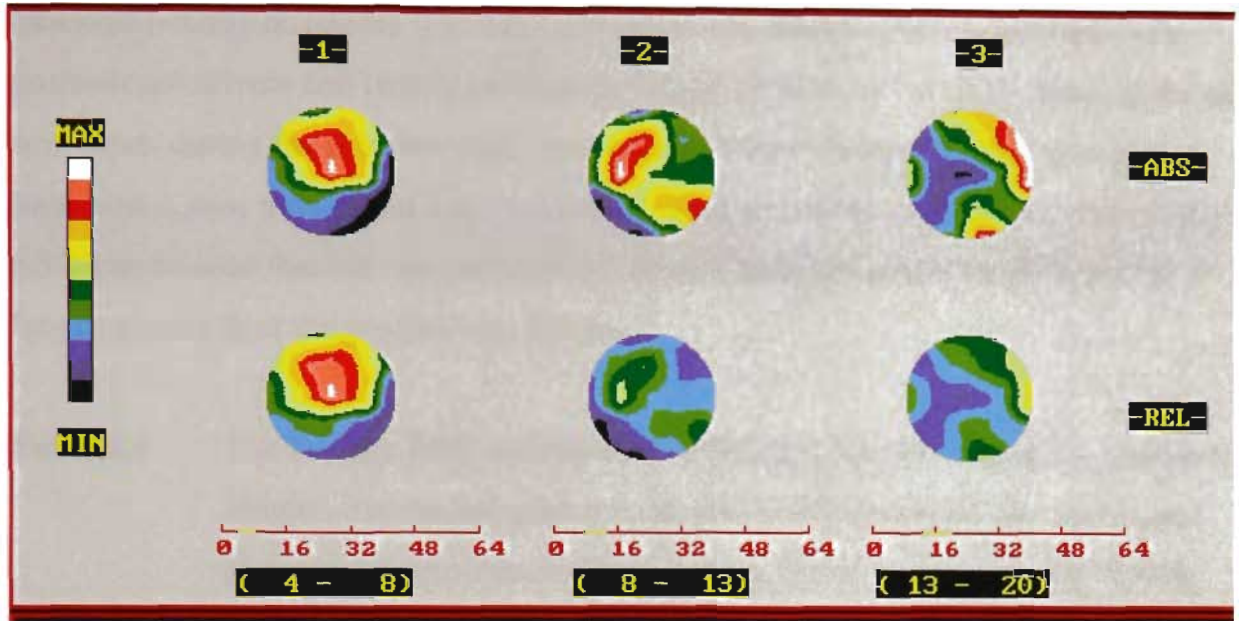 -1- -2- -3-
MAX
-ABS-
MIN
-REL-
0 16 32 48 64 0 16 32 48 64 0 16 32 48 64
( 4 - 8) ( 8 - 13) ( 13 - 20)